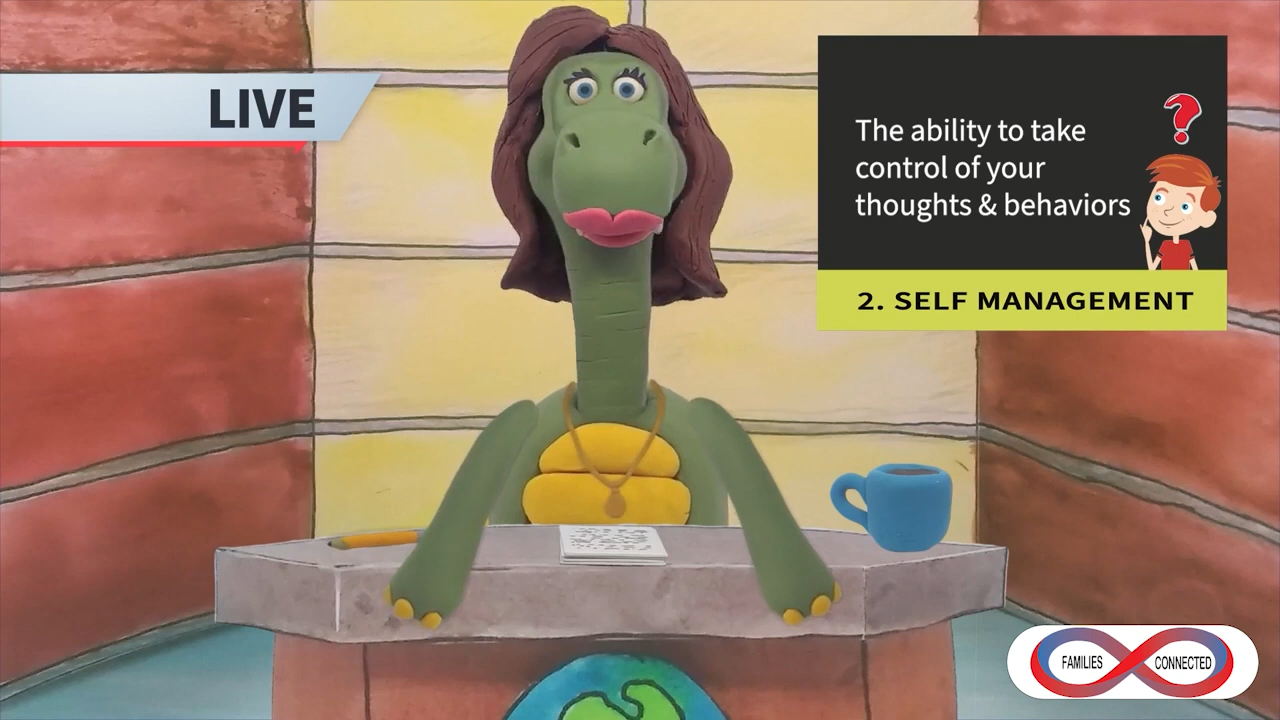 LIVE
The ability to take
control of your
thoughts & behaviors
2. SELF MANAGEMENT
FAMILIES CONNECTED